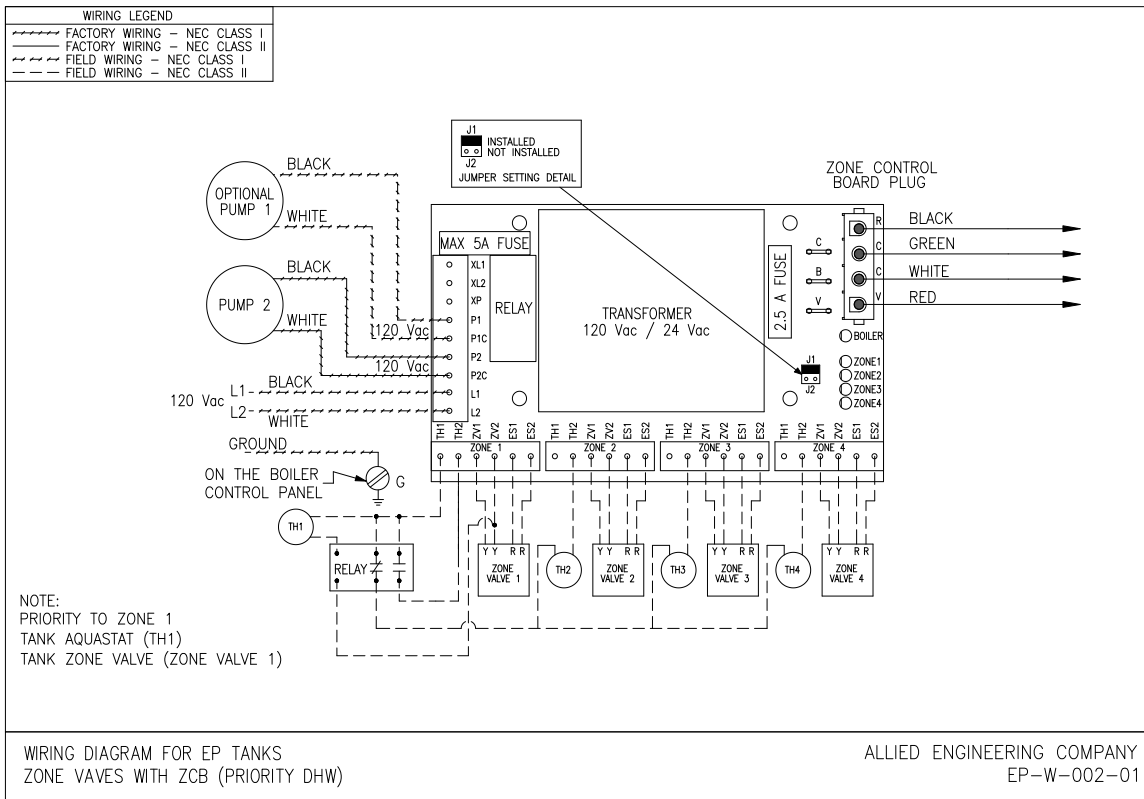 WIRING LEGEND
FACTORY WIRING – NEC CLASS I
FACTORY WIRING – NEC CLASS II
FIELD WIRING – NEC CLASS I
FIELD WIRING – NEC CLASS II
J1
INSTALLED
NOT INSTALLED
J2
JUMPER SETTING DETAIL
OPTIONAL
PUMP 1
BLACK
WHITE
PUMP 2
BLACK
WHITE
120 Vac
L1
L2
BLACK
WHITE
GROUND
ON THE BOILER
CONTROL PANEL
G
MAX 5A FUSE
XL1
XL2
XP
P1
P1C
P2
P2C
L1
L2
120 Vac
120 Vac
RELAY
TRANSFORMER
120 Vac / 24 Vac
2.5 A FUSE
C
B
V
ZONE CONTROL
BOARD PLUG
R
C
C
V
BLACK
GREEN
WHITE
RED
BOILER
J1
J2
ZONE1
ZONE2
ZONE3
ZONE4
TH1 TH2 ZV1 ZV2 ES1 ES2
ZONE 1
TH1 TH2 ZV1 ZV2 ES1 ES2
ZONE 2
TH1 TH2 ZV1 ZV2 ES1 ES2
ZONE 3
TH1 TH2 ZV1 ZV2 ES1 ES2
ZONE 4
TH1
RELAY
Y Y R R
ZONE
VALVE 1
TH2
Y Y R R
ZONE
VALVE 2
TH3
Y Y R R
ZONE
VALVE 3
TH4
Y Y R R
ZONE
VALVE 4
NOTE:
PRIORITY TO ZONE 1
TANK AQUASTAT (TH1)
TANK ZONE VALVE (ZONE VALVE 1)
WIRING DIAGRAM FOR EP TANKS
ZONE VAVES WITH ZCB (PRIORITY DHW)
ALLIED ENGINEERING COMPANY
EP–W–002–01